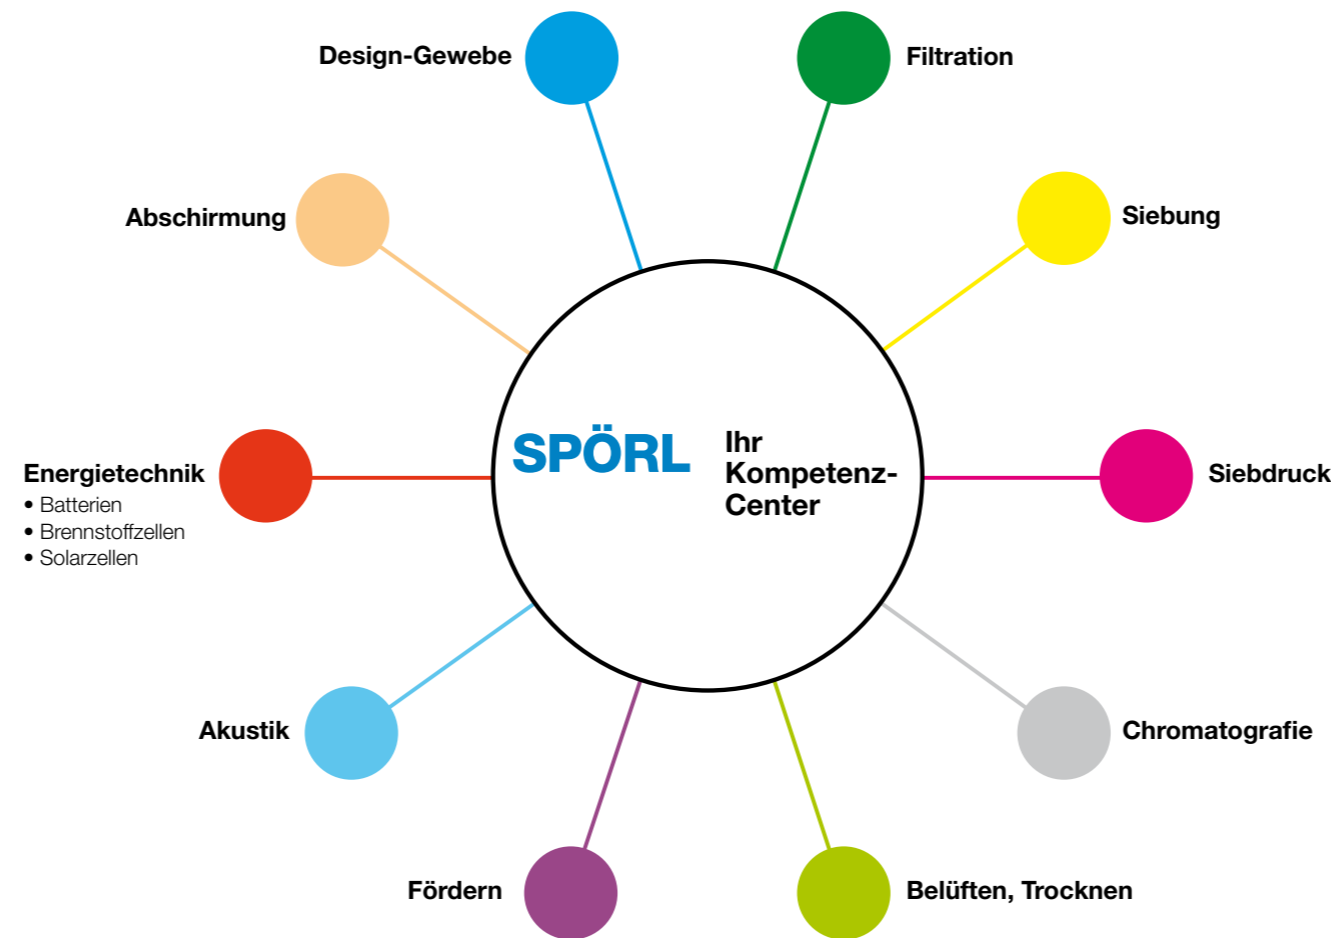 Design-Gewebe
Filtration
Abschirmung
Siebung
SPÖRL
Ihr
Kompetenz-
Center
Energietechnik
• Batterien
• Brennstoffzellen
• Solarzellen
Siebdruck
Akustik
Chromatografie
Fördern
Belüften, Trocknen